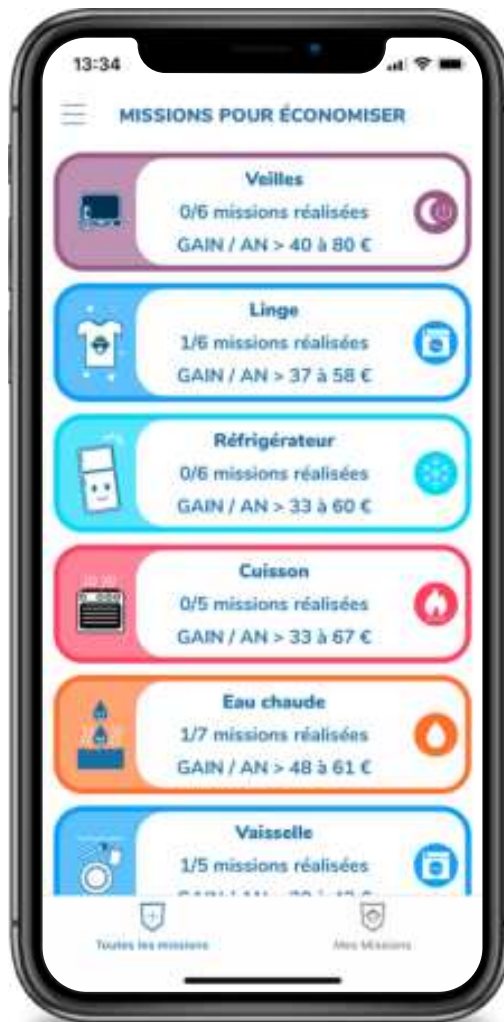 13:34
MISSIONS POUR ÉCONOMISER
Veilles
0/6 missions réalisées
GAIN / AN > 40 à 80 €
Linge
1/6 missions réalisées
GAIN / AN > 37 à 58 €
Réfrigérateur
0/6 missions réalisées
GAIN / AN > 33 à 60 €
Cuisson
0/5 missions réalisées
GAIN / AN > 33 à 67 €
Eau chaude
1/7 missions réalisées
GAIN / AN > 48 à 61 €
Vaisselle
1/5 missions réalisées
Toutes les missions
Mes Missions